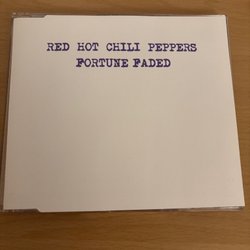 RED HOT CHILI PEPPERS
FORTUNE FADED